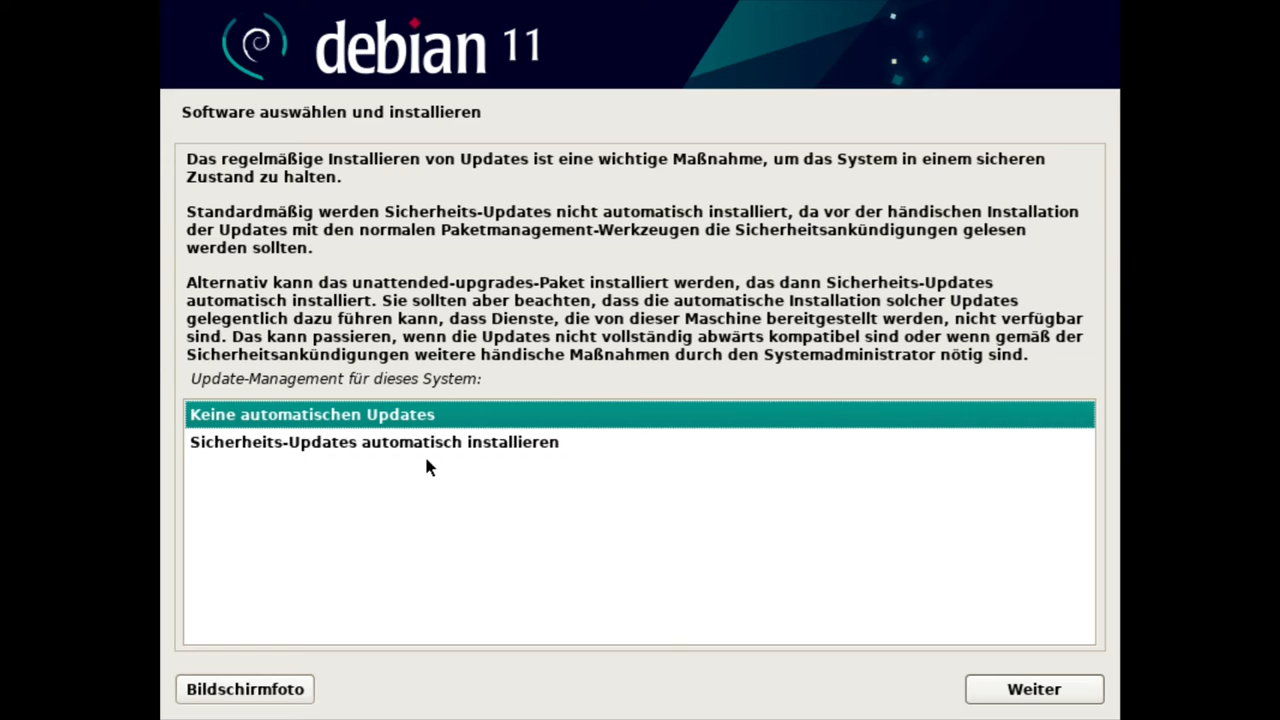 debian 11
Software auswählen und installieren
Das regelmäßige Installieren von Updates ist eine wichtige Maßnahme, um das System in einem sicheren
Zustand zu halten.
Standardmäßig werden Sicherheits-Updates nicht automatisch installiert, da vor der händischen Installation
der Updates mit den normalen Paketmanagement-Werkzeugen die Sicherheitsankündigungen gelesen
werden sollten.
Alternativ kann das unattended-upgrades-Paket installiert werden, das dann Sicherheits-Updates
automatisch installiert. Sie sollten aber beachten, dass die automatische Installation solcher Updates
gelegentlich dazu führen kann, dass Dienste, die von dieser Maschine bereitgestellt werden, nicht verfügbar
sind. Das kann passieren, wenn die Updates nicht vollständig abwärts kompatibel sind oder wenn gemäß der
Sicherheitsankündigungen weitere händische Maßnahmen durch den Systemadministrator nötig sind.
Update-Management für dieses System:
Keine automatischen Updates
Sicherheits-Updates automatisch installieren
Bildschirmfoto
Weiter